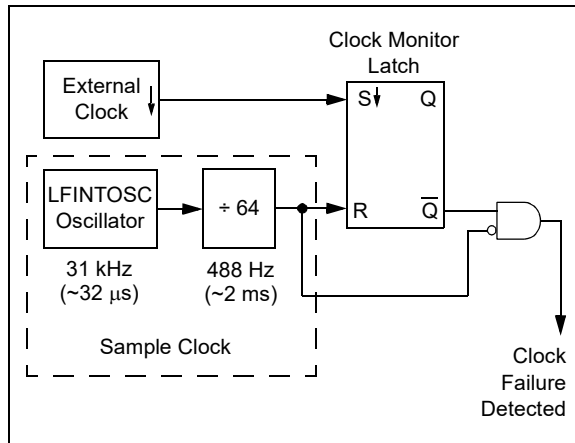 Clock Monitor
Latch
External
Clock
S
Q
LFINTOSC
Oscillator
÷ 64
R
Q̅
31 kHz
(~32 μs)
488 Hz
(~2 ms)
Sample Clock
Clock
Failure
Detected